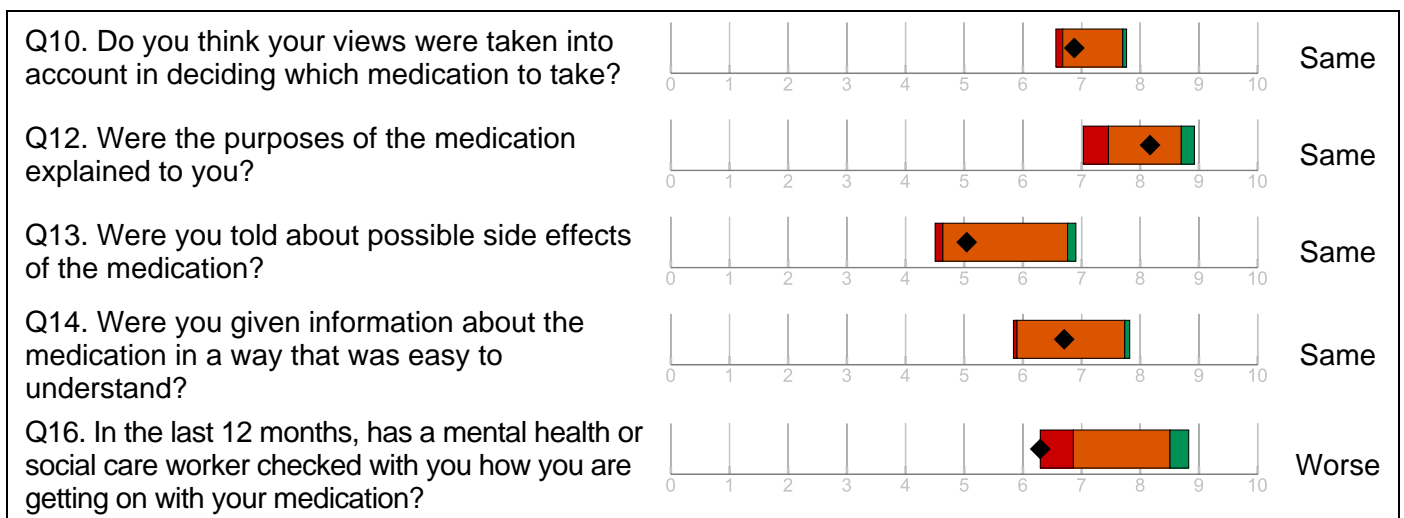 Q10. Do you think your views were taken into
account in deciding which medication to take?
0 1 2 3 4 5 6 7 8 9 10
Same
Q12. Were the purposes of the medication
explained to you?
0 1 2 3 4 5 6 7 8 9 10
Same
Q13. Were you told about possible side effects
of the medication?
0 1 2 3 4 5 6 7 8 9 10
Same
Q14. Were you given information about the
medication in a way that was easy to
understand?
0 1 2 3 4 5 6 7 8 9 10
Same
Q16. In the last 12 months, has a mental health or
social care worker checked with you how you are
getting on with your medication?
0 1 2 3 4 5 6 7 8 9 10
Worse